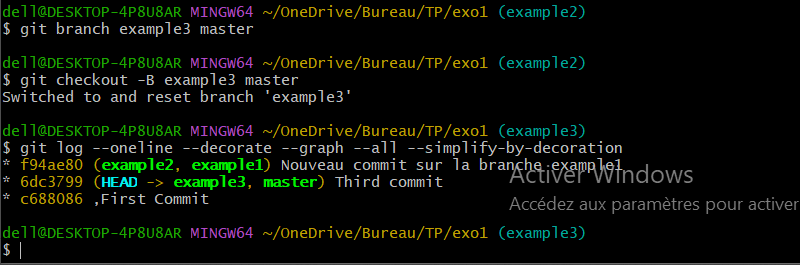 dell@DESKTOP-4P8U8AR MINGW64 ~/OneDrive/Bureau/TP/exo1 (example2)
$ git branch example3 master
dell@DESKTOP-4P8U8AR MINGW64 ~/OneDrive/Bureau/TP/exo1 (example2)
$ git checkout -B example3 master
Switched to and reset branch 'example3'
dell@DESKTOP-4P8U8AR MINGW64 ~/OneDrive/Bureau/TP/exo1 (example3)
$ git log --oneline --decorate --graph --all --simplify-by-decoration
* f94ae80 (example2, example1) Nouveau commit sur la branche example1
* 6dc3799 (HEAD -> example3, master) Third commit
* c688086 ,First Commit
Activer Windows
Accédez aux paramètres pour activer
dell@DESKTOP-4P8U8AR MINGW64 ~/OneDrive/Bureau/TP/exo1 (example3)
$